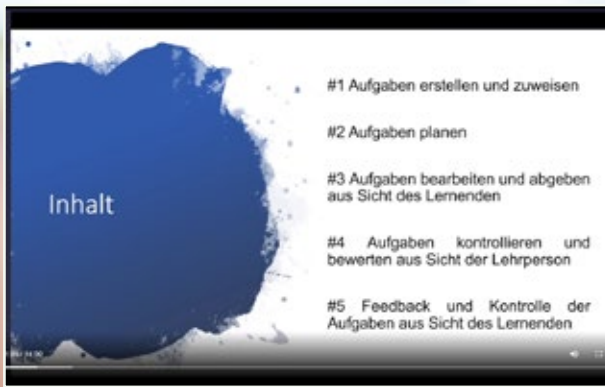 Inhalt
#1 Aufgaben erstellen und zuweisen
#2 Aufgaben planen
#3 Aufgaben bearbeiten und abgeben
aus Sicht des Lernenden
#4 Aufgaben kontrollieren und
bewerten aus Sicht der Lehrperson
#5 Feedback und Kontrolle der
Aufgaben aus Sicht des Lernenden